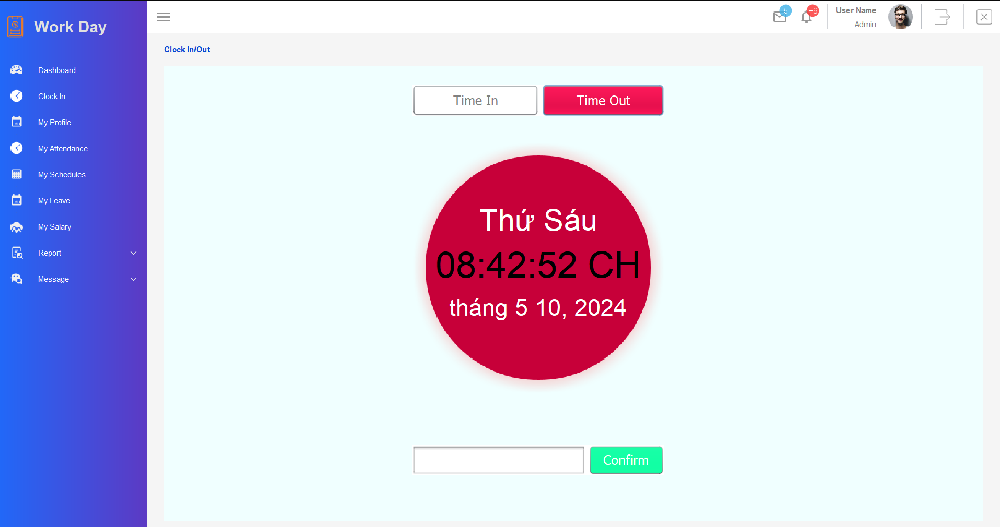 Work Day
5
+9
User Name
Admin
Clock In/Out
Dashboard
Clock In
My Profile
My Attendance
My Schedules
My Leave
My Salary
Report
Message
Time In
Time Out
Thứ Sáu
08:42:52 CH
tháng 5 10, 2024
Confirm